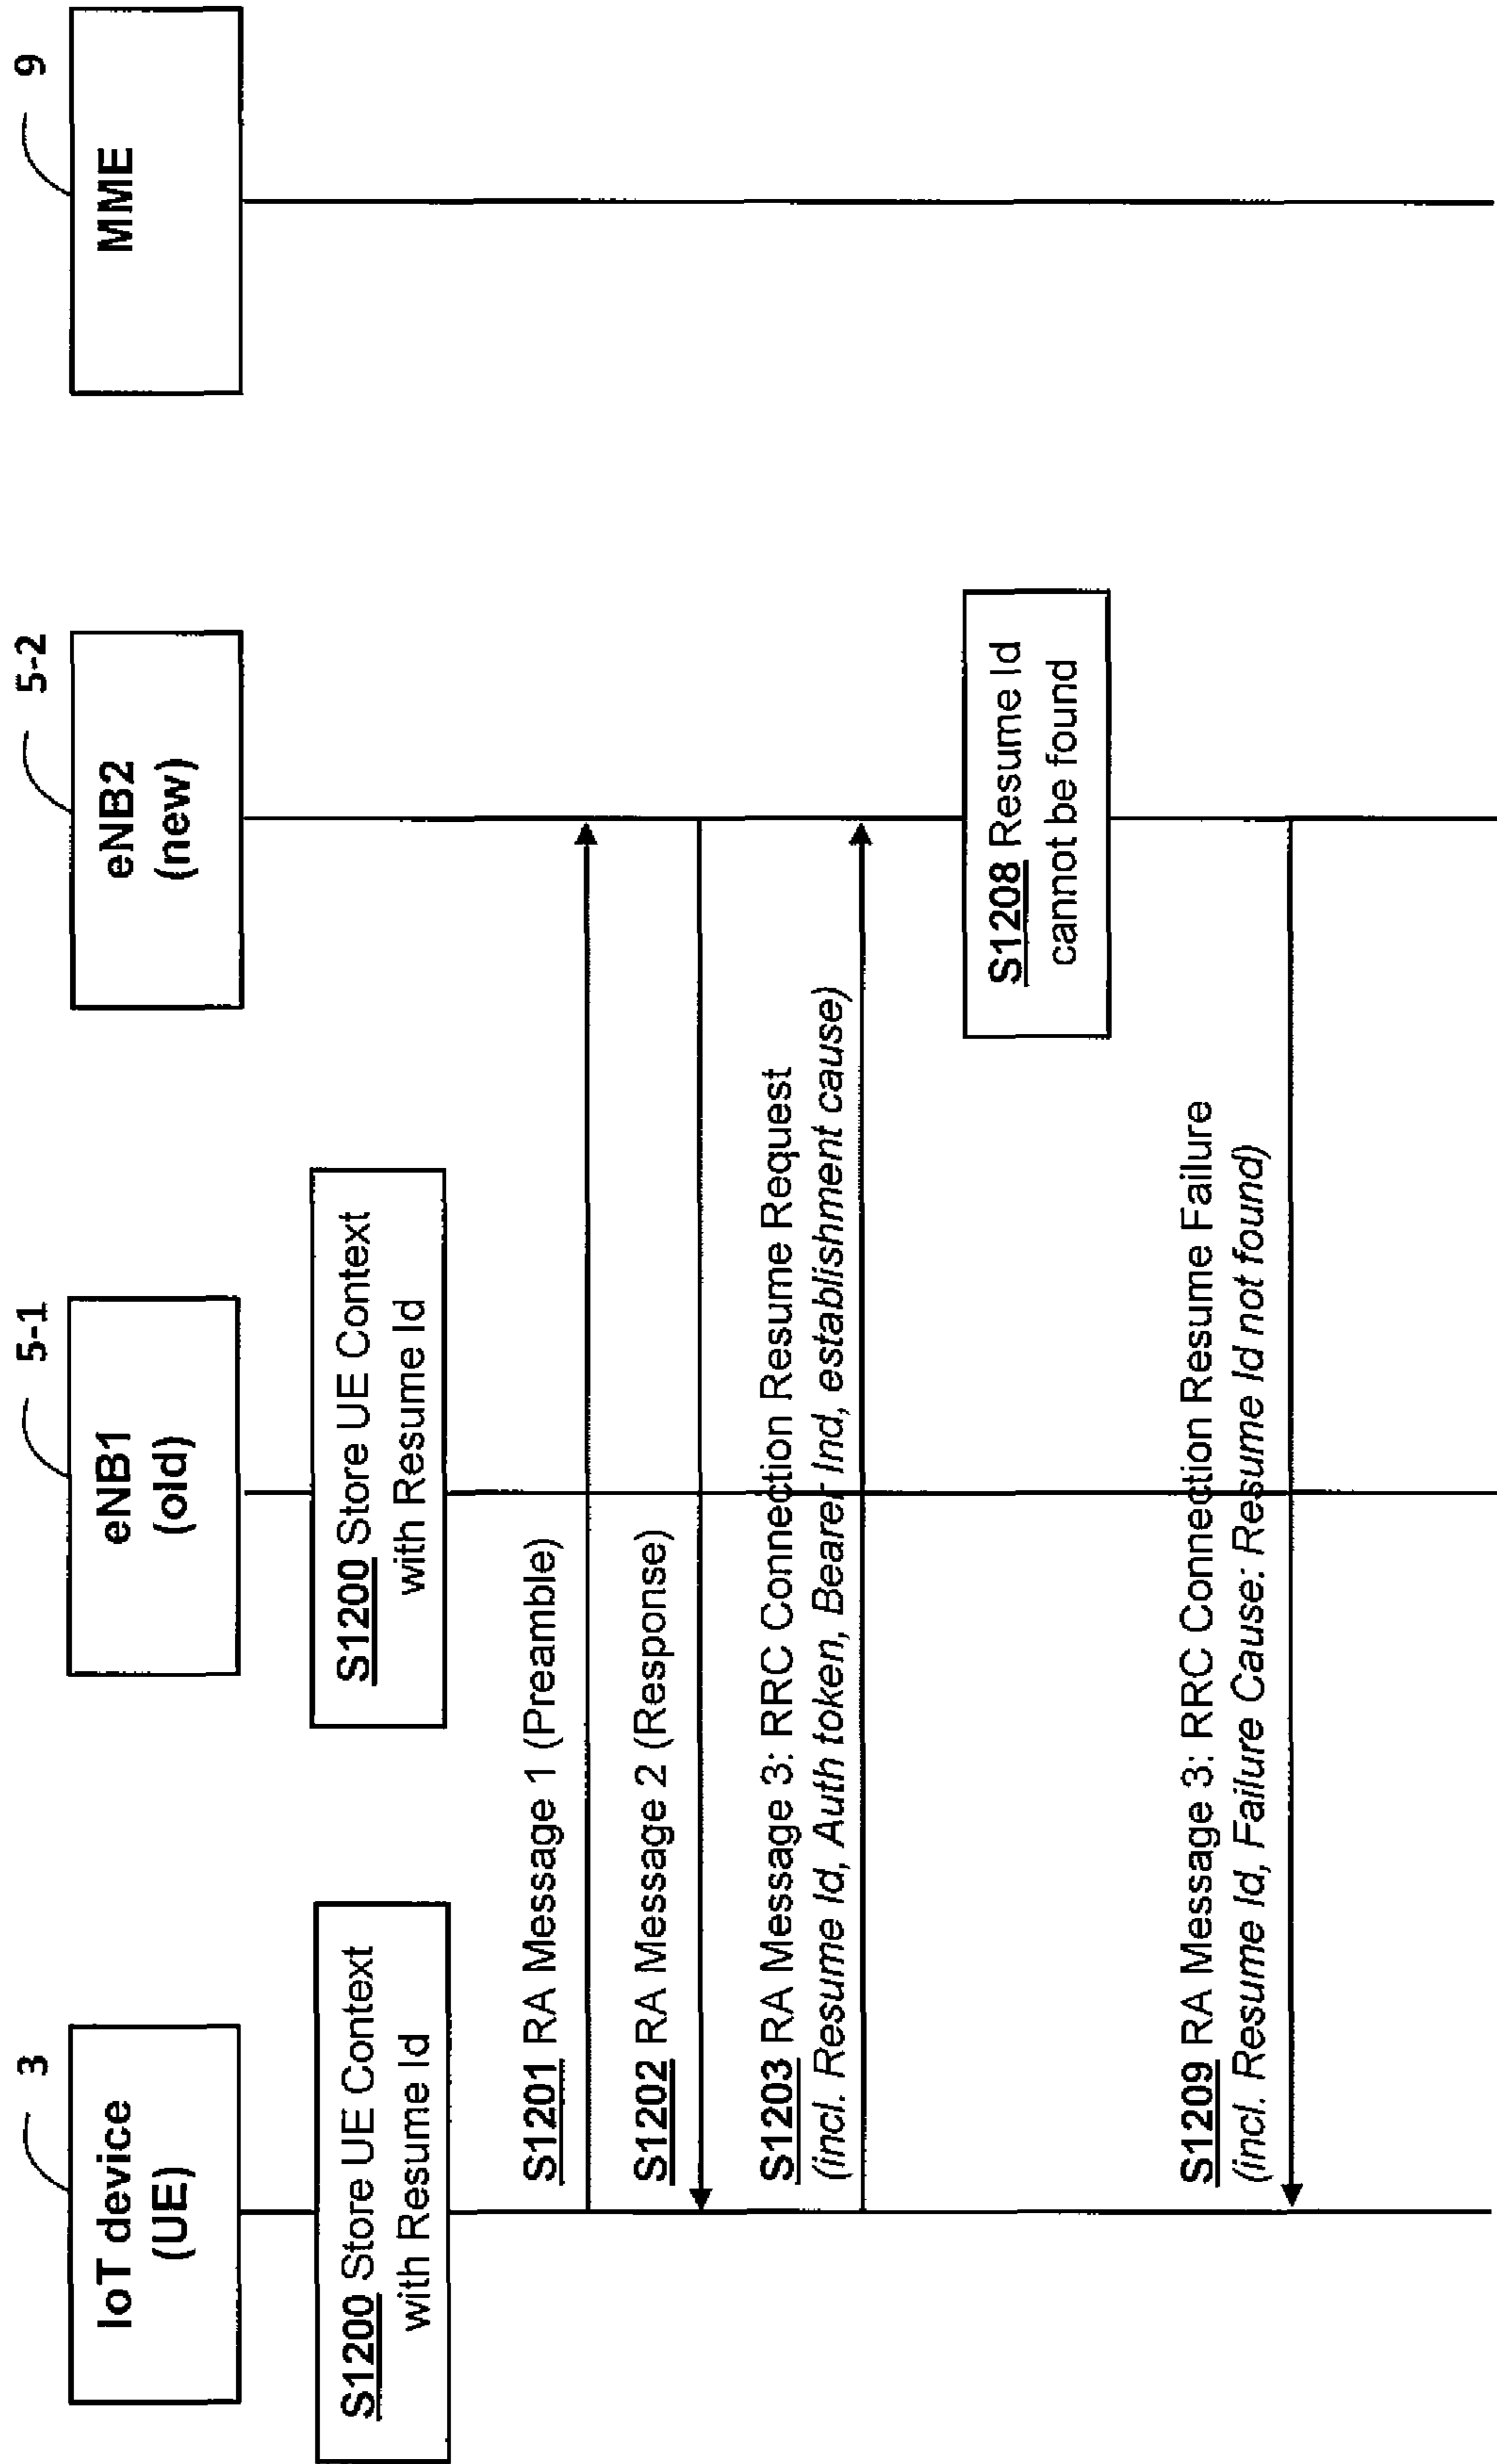 3
IoT device
(UE)
5-1
eNB1
(old)
5-2
eNB2
(new)
9
MME
S1200 Store UE Context
with Resume Id
S1200 Store UE Context
with Resume Id
S1201 RA Message 1 (Preamble)
S1202 RA Message 2 (Response)
S1203 RA Message 3: RRC Connection Resume Request
(incl. Resume Id, Auth token, Bearer Ind, establishment cause)
S1208 Resume Id
cannot be found
S1209 RA Message 3: RRC Connection Resume Failure
(incl. Resume Id, Failure Cause: Resume Id not found)